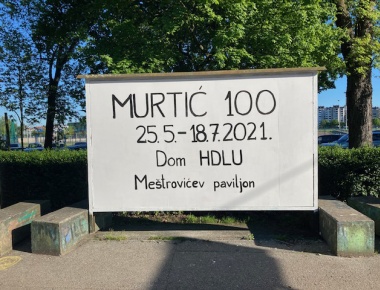 MURTIĆ 100
25.5.-18.7.2021.
Dom HDLU
Meštrovićev paviljon